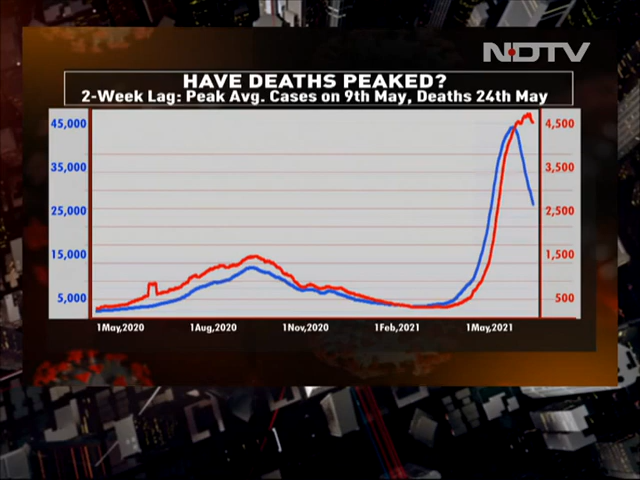 NDTV
HAVE DEATHS PEAKED?
2-Week Lag: Peak Avg. Cases on 9th May, Deaths 24th May
45,000
4,500
35,000
3,500
25,000
2,500
15,000
1,500
5,000
500
1May,2020
1Aug,2020
1Nov,2020
1Feb,2021
1May,2021